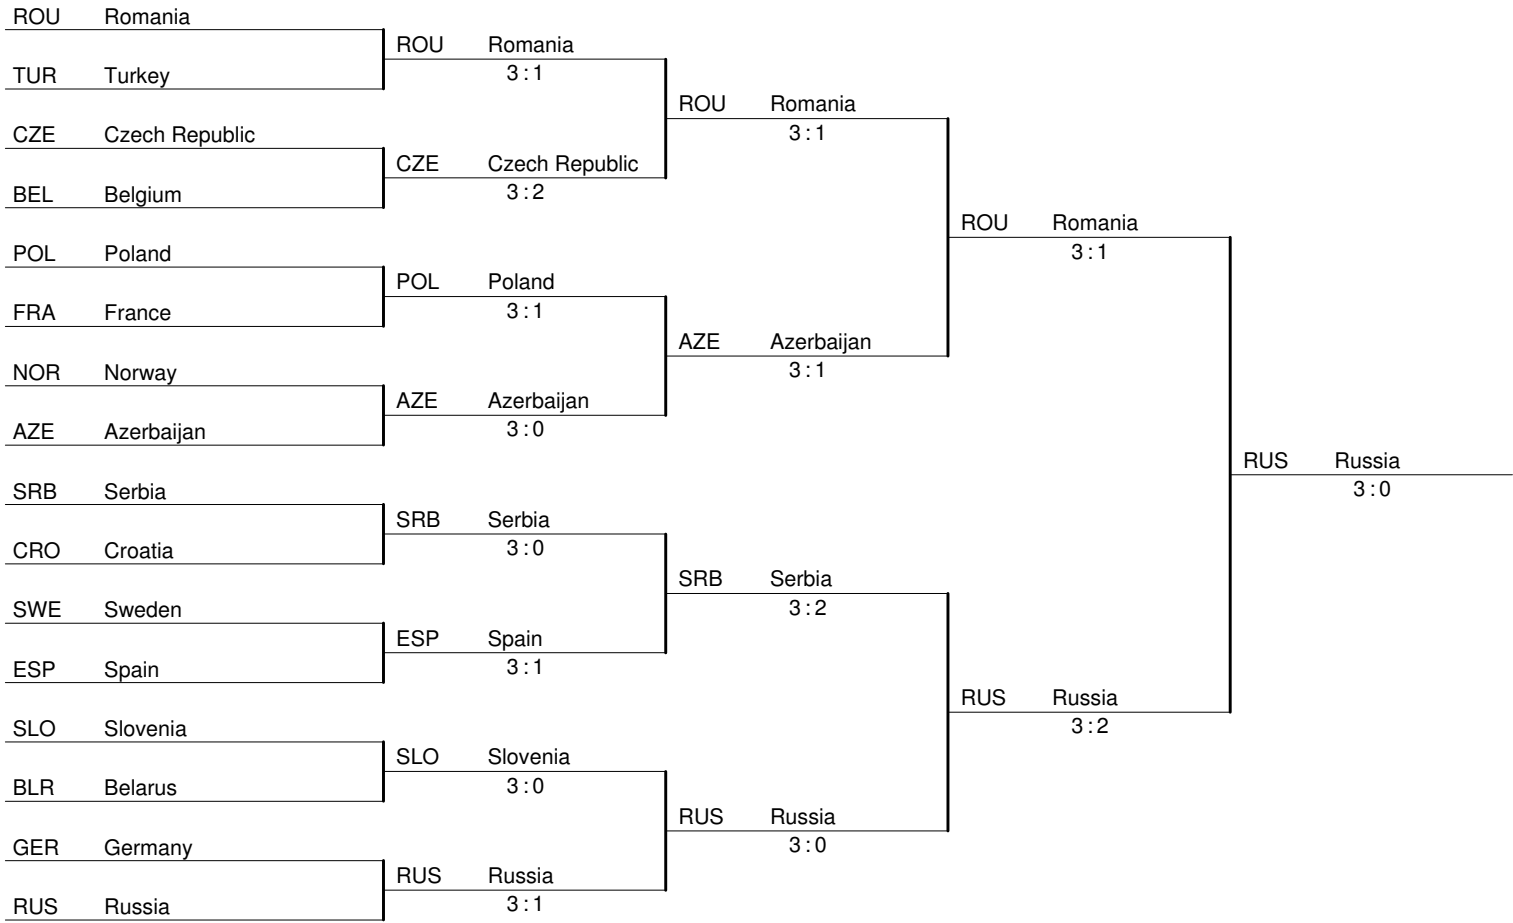 ROU Romania
ROU Romania
3 : 1
TUR Turkey
ROU Romania
3 : 1
CZE Czech Republic
CZE Czech Republic
3 : 2
BEL Belgium
ROU Romania
3 : 1
POL Poland
POL Poland
3 : 1
FRA France
AZE Azerbaijan
3 : 1
NOR Norway
AZE Azerbaijan
3 : 0
AZE Azerbaijan
RUS Russia
3 : 0
SRB Serbia
SRB Serbia
3 : 0
CRO Croatia
SRB Serbia
3 : 2
SWE Sweden
ESP Spain
3 : 1
ESP Spain
RUS Russia
3 : 2
SLO Slovenia
SLO Slovenia
3 : 0
BLR Belarus
RUS Russia
3 : 0
GER Germany
RUS Russia
3 : 1
RUS Russia